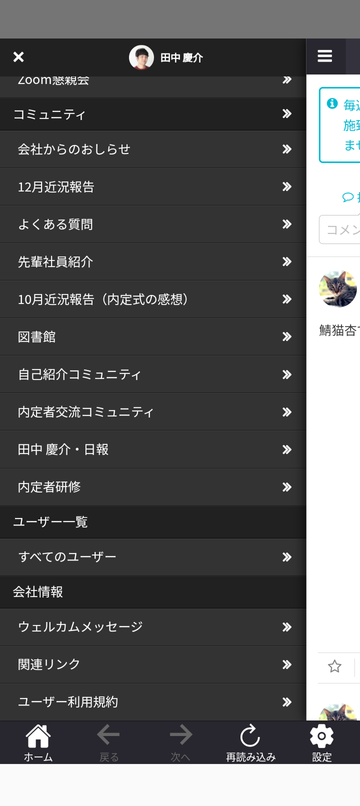 田中 慶介
Zoom懇親会
コミュニティ
会社からのおしらせ
12月近況報告
よくある質問
先輩社員紹介
10月近況報告（内定式の感想）
図書館
自己紹介コミュニティ
内定者交流コミュニティ
田中 慶介・日報
内定者研修
ユーザー一覧
すべてのユーザー
会社情報
ウェルカムメッセージ
関連リンク
ユーザー利用規約
ませ
コメン
鯖猫杏
ホーム
戻る
次へ
再読み込み
設定